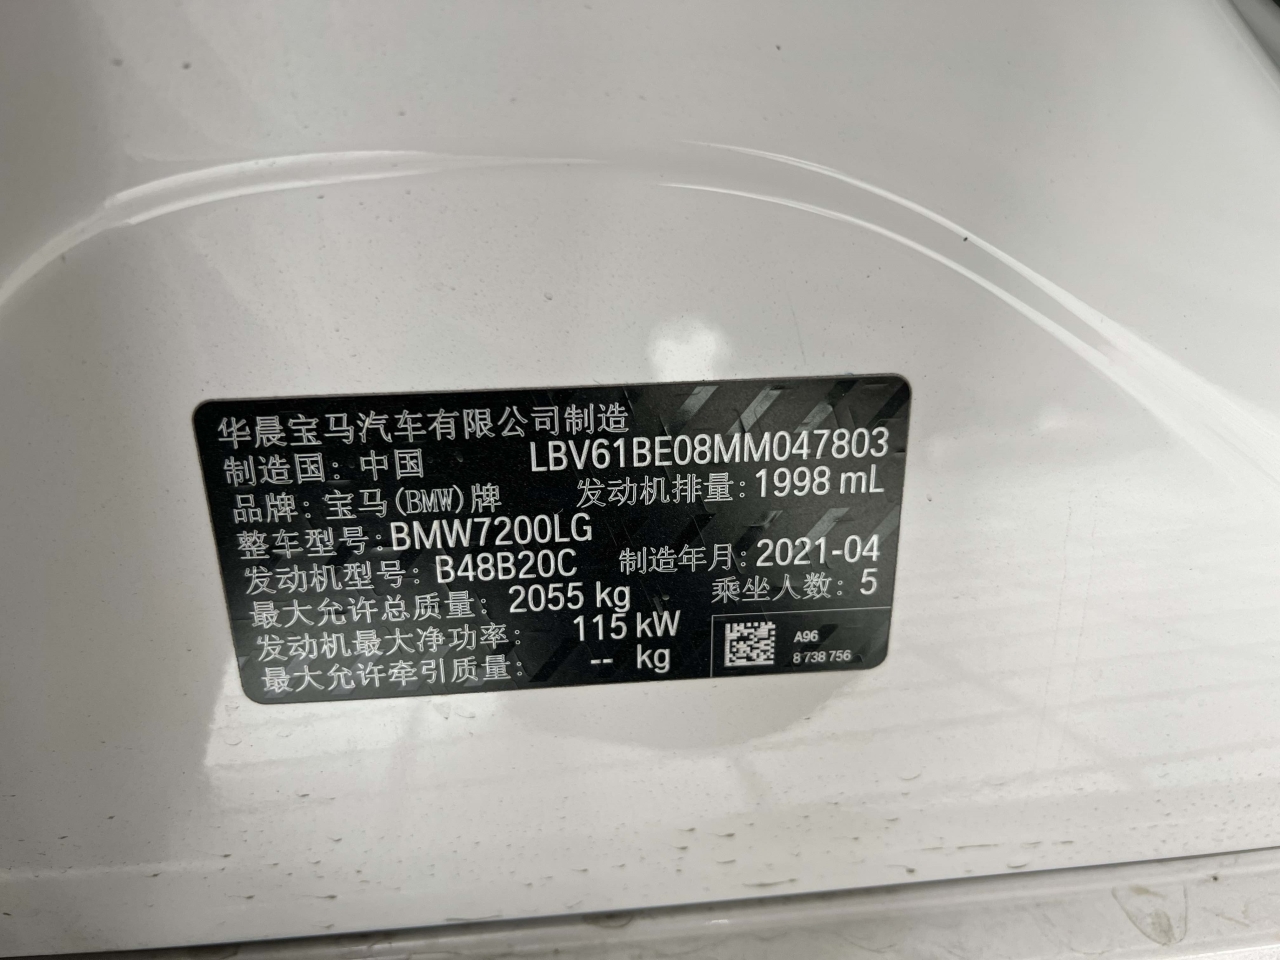 华晨宝马汽车有限公司制造
制造国: 中国 LBV61BE08MM047803
品牌: 宝马(BMW)牌 发动机排量: 1998 mL
整车型号: BMW7200LG
发动机型号: B48B20C 制造年月: 2021-04
最大允许总质量: 2055 kg 乘坐人数: 5
发动机最大净功率: 115 kW
最大允许牵引质量: -- kg
A96
8 738 756